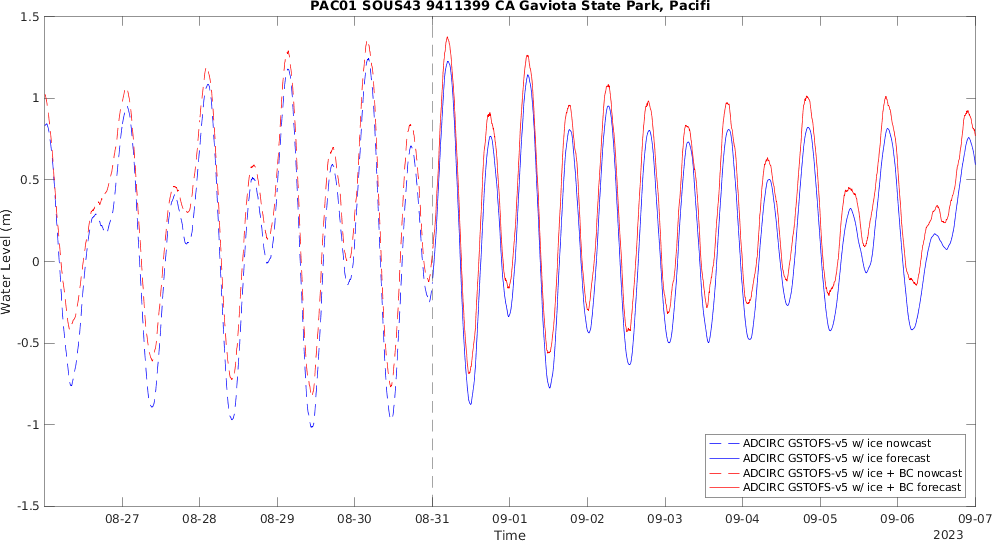 PAC01 SOUS43 9411399 CA Gaviota State Park, Pacifi
1.5
1
0.5
0
-0.5
-1
-1.5
Water Level (m)
ADCIRC GSTOFS-v5 w/ ice nowcast
ADCIRC GSTOFS-v5 w/ ice forecast
ADCIRC GSTOFS-v5 w/ ice + BC nowcast
ADCIRC GSTOFS-v5 w/ ice + BC forecast
08-27 08-28 08-29 08-30 08-31 09-01 09-02 09-03 09-04 09-05 09-06 09-07
Time
2023